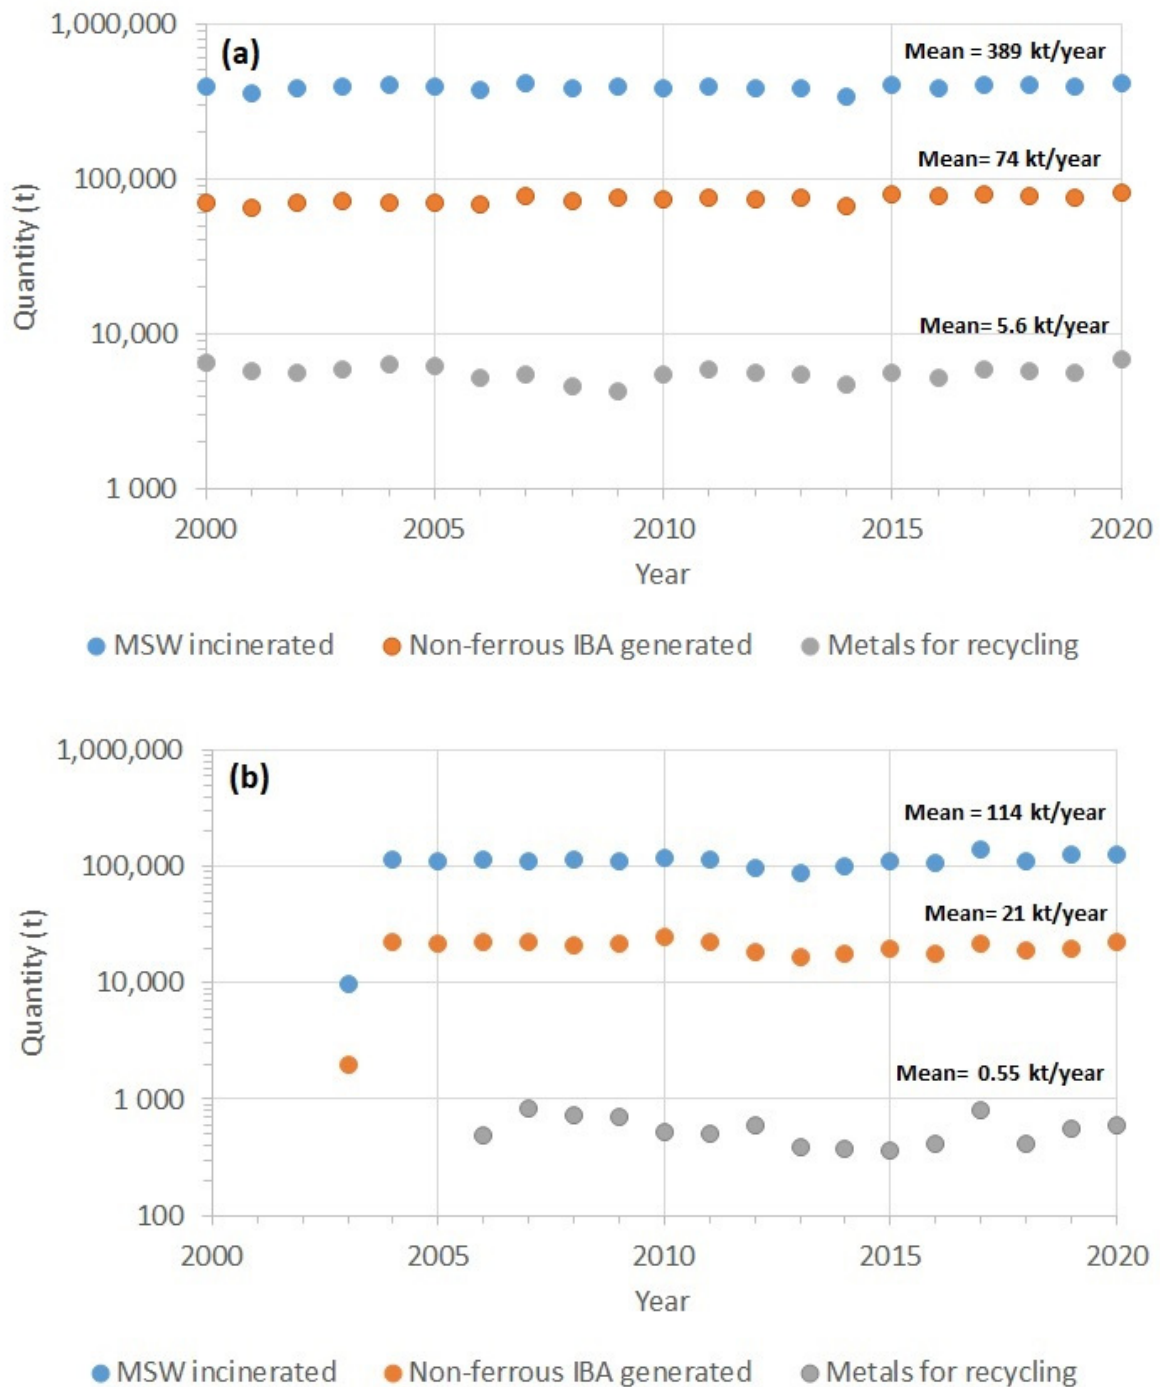 1,000,000
(a)
Mean = 389 kt/year
Mean= 74 kt/year
100,000
Quantity (t)
Mean= 5.6 kt/year
10,000
1 000
2000 2005 2010 2015 2020
Year
MSW incinerated Non-ferrous IBA generated Metals for recycling
1,000,000
(b)
Mean = 114 kt/year
100,000
Mean= 21 kt/year
Quantity (t)
10,000
Mean= 0.55 kt/year
1 000
100
2000 2005 2010 2015 2020
Year
MSW incinerated Non-ferrous IBA generated Metals for recycling